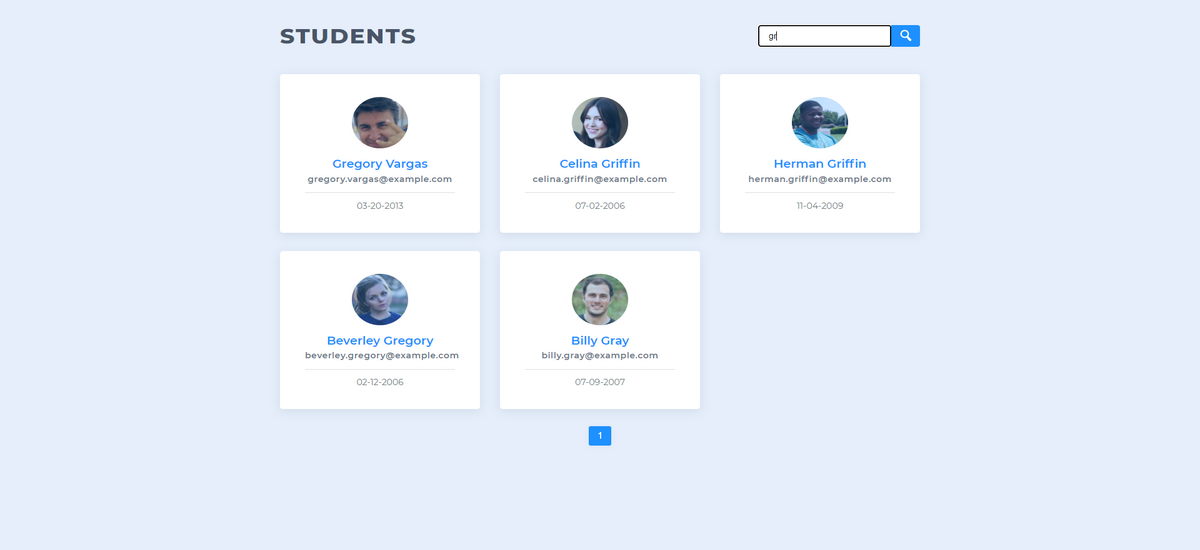 STUDENTS
gr
Gregory Vargas
gregory.vargas@example.com
03-20-2013
Celina Griffin
celina.griffin@example.com
07-02-2006
Herman Griffin
herman.griffin@example.com
11-04-2009
Beverley Gregory
beverley.gregory@example.com
02-12-2006
Billy Gray
billy.gray@example.com
07-09-2007
1